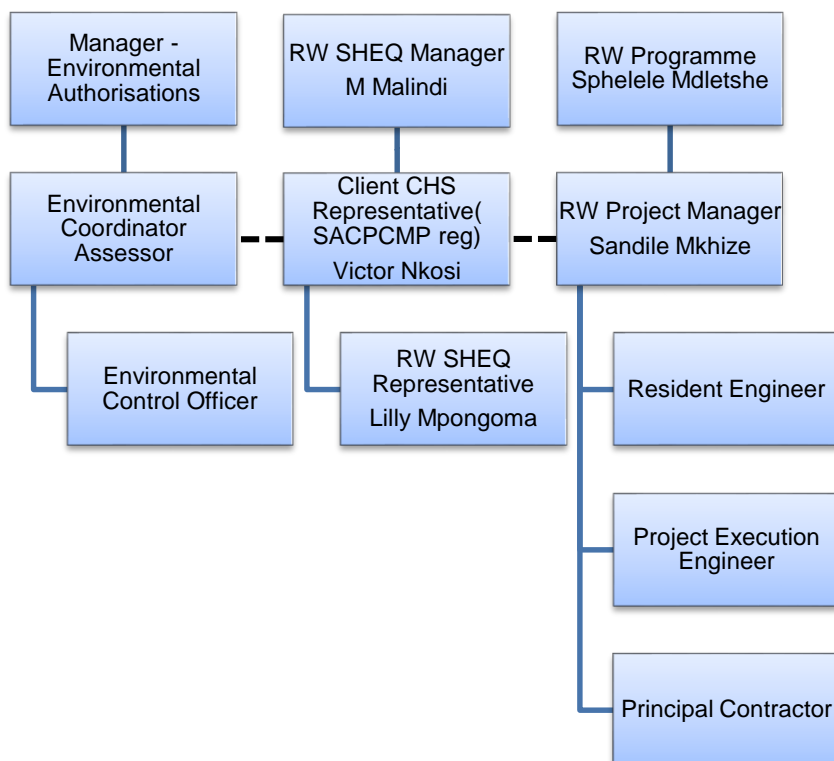 Manager -
Environmental
Authorisations
RW SHEQ Manager
M Malindi
RW Programme
Sphelele Mdletshe
Environmental
Coordinator
Assessor
Client CHS
Representative(
SACPCMP reg)
Victor Nkosi
RW Project Manager
Sandile Mkhize
Environmental
Control Officer
RW SHEQ
Representative
Lilly Mpongoma
Resident Engineer
Project Execution
Engineer
Principal Contractor